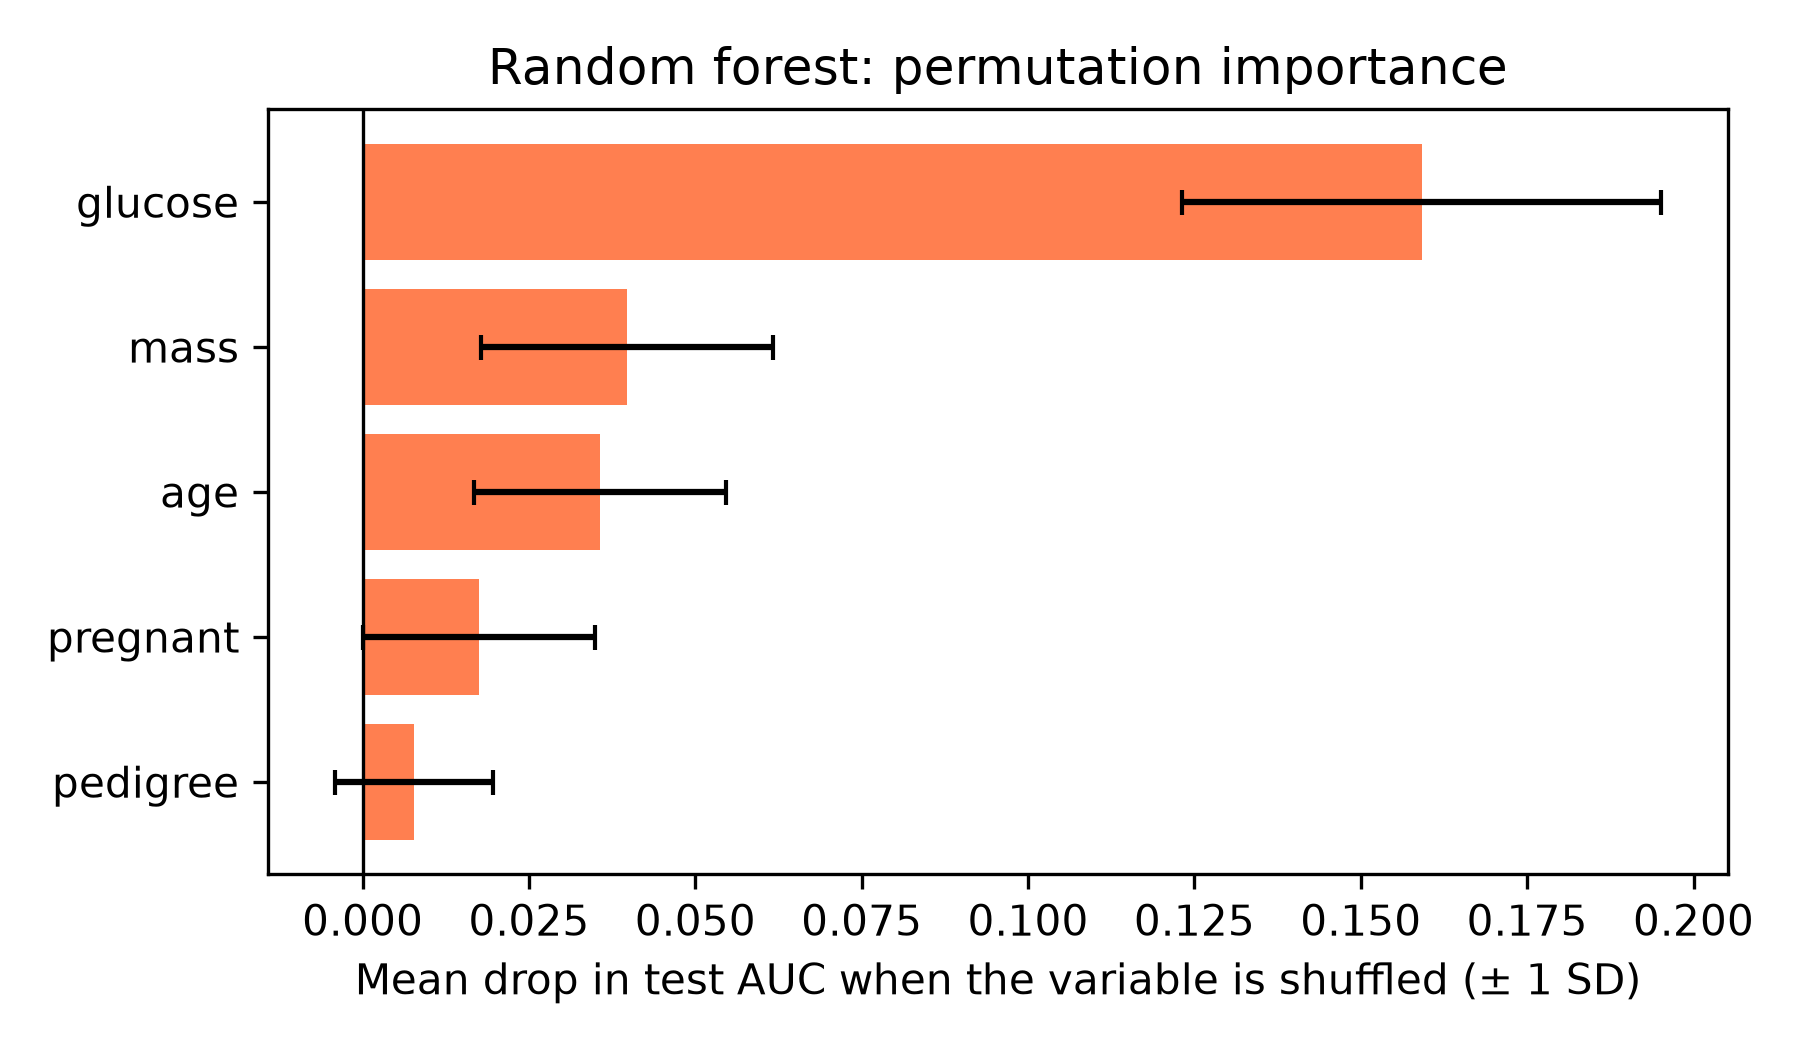 Random forest: permutation importance
glucose
mass
age
pregnant
pedigree
0.000 0.025 0.050 0.075 0.100 0.125 0.150 0.175 0.200
Mean drop in test AUC when the variable is shuffled (± 1 SD)